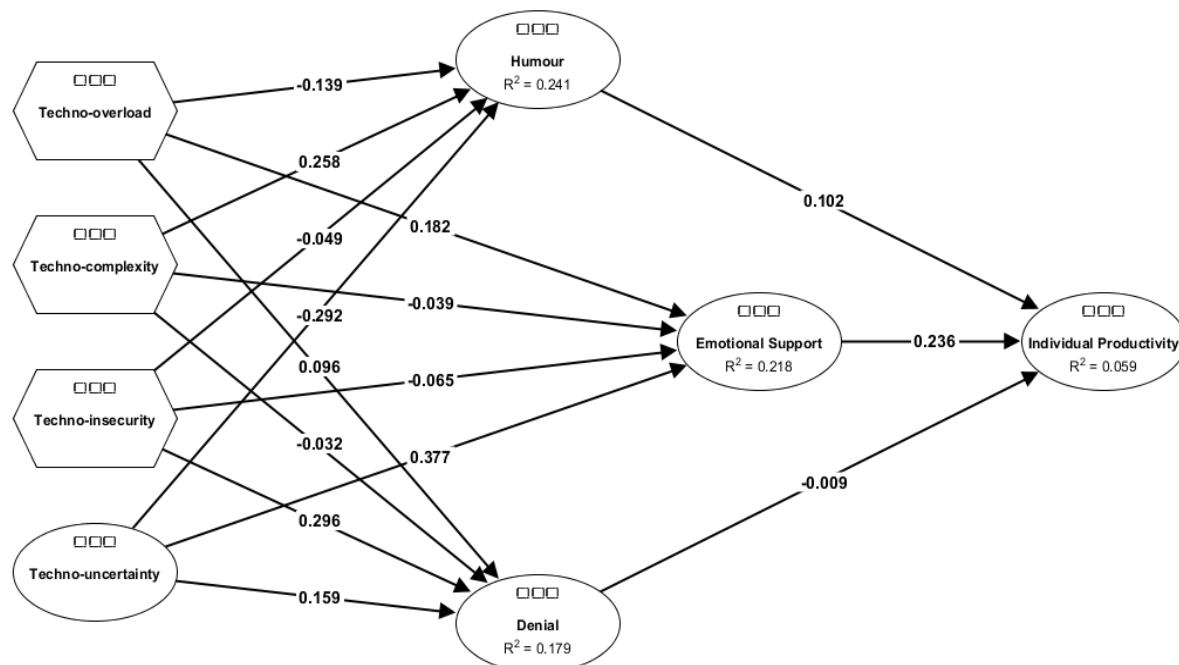 Humour
R² = 0.241
Techno-overload
-0.139
0.258
0.102
0.182
-0.049
Techno-complexity
-0.039
-0.292
Emotional Support
R² = 0.218
0.236
Individual Productivity
R² = 0.059
0.096
-0.065
Techno-insecurity
-0.032
0.377
-0.009
0.296
Techno-uncertainty
0.159
Denial
R² = 0.179